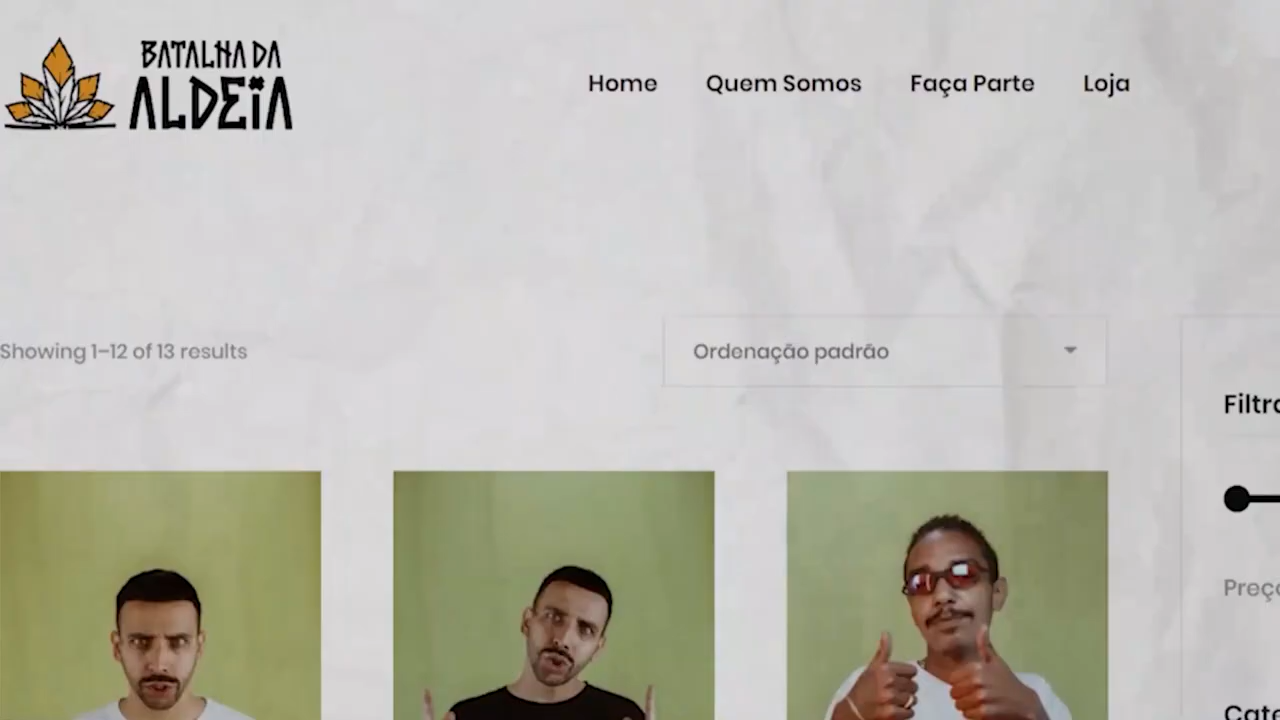 BATALHA DA
ALDEIA
Home Quem Somos Faça Parte Loja
Showing 1–12 of 13 results
Ordenação padrão